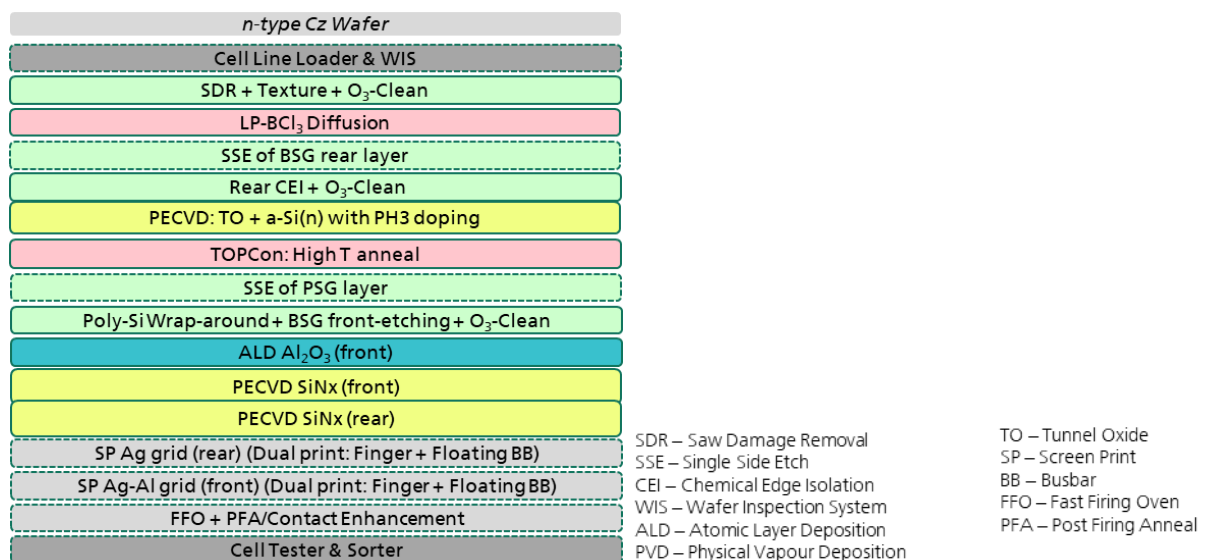 n-type Cz Wafer
Cell Line Loader & WIS
SDR + Texture + O₃-Clean
LP-BCl₃ Diffusion
SSE of BSG rear layer
Rear CEI + O₃-Clean
PECVD: TO + a-Si(n) with PH3 doping
TOPCon: High T anneal
SSE of PSG layer
Poly-Si Wrap-around + BSG front-etching + O₃-Clean
ALD Al₂O₃ (front)
PECVD SiNx (front)
PECVD SiNx (rear)
SP Ag grid (rear) (Dual print: Finger + Floating BB)
SP Ag-Al grid (front) (Dual print: Finger + Floating BB)
FFO + PFA/Contact Enhancement
Cell Tester & Sorter
SDR – Saw Damage Removal
SSE – Single Side Etch
CEI – Chemical Edge Isolation
WIS – Wafer Inspection System
ALD – Atomic Layer Deposition
PVD – Physical Vapour Deposition
TO – Tunnel Oxide
SP – Screen Print
BB – Busbar
FFO – Fast Firing Oven
PFA – Post Firing Anneal